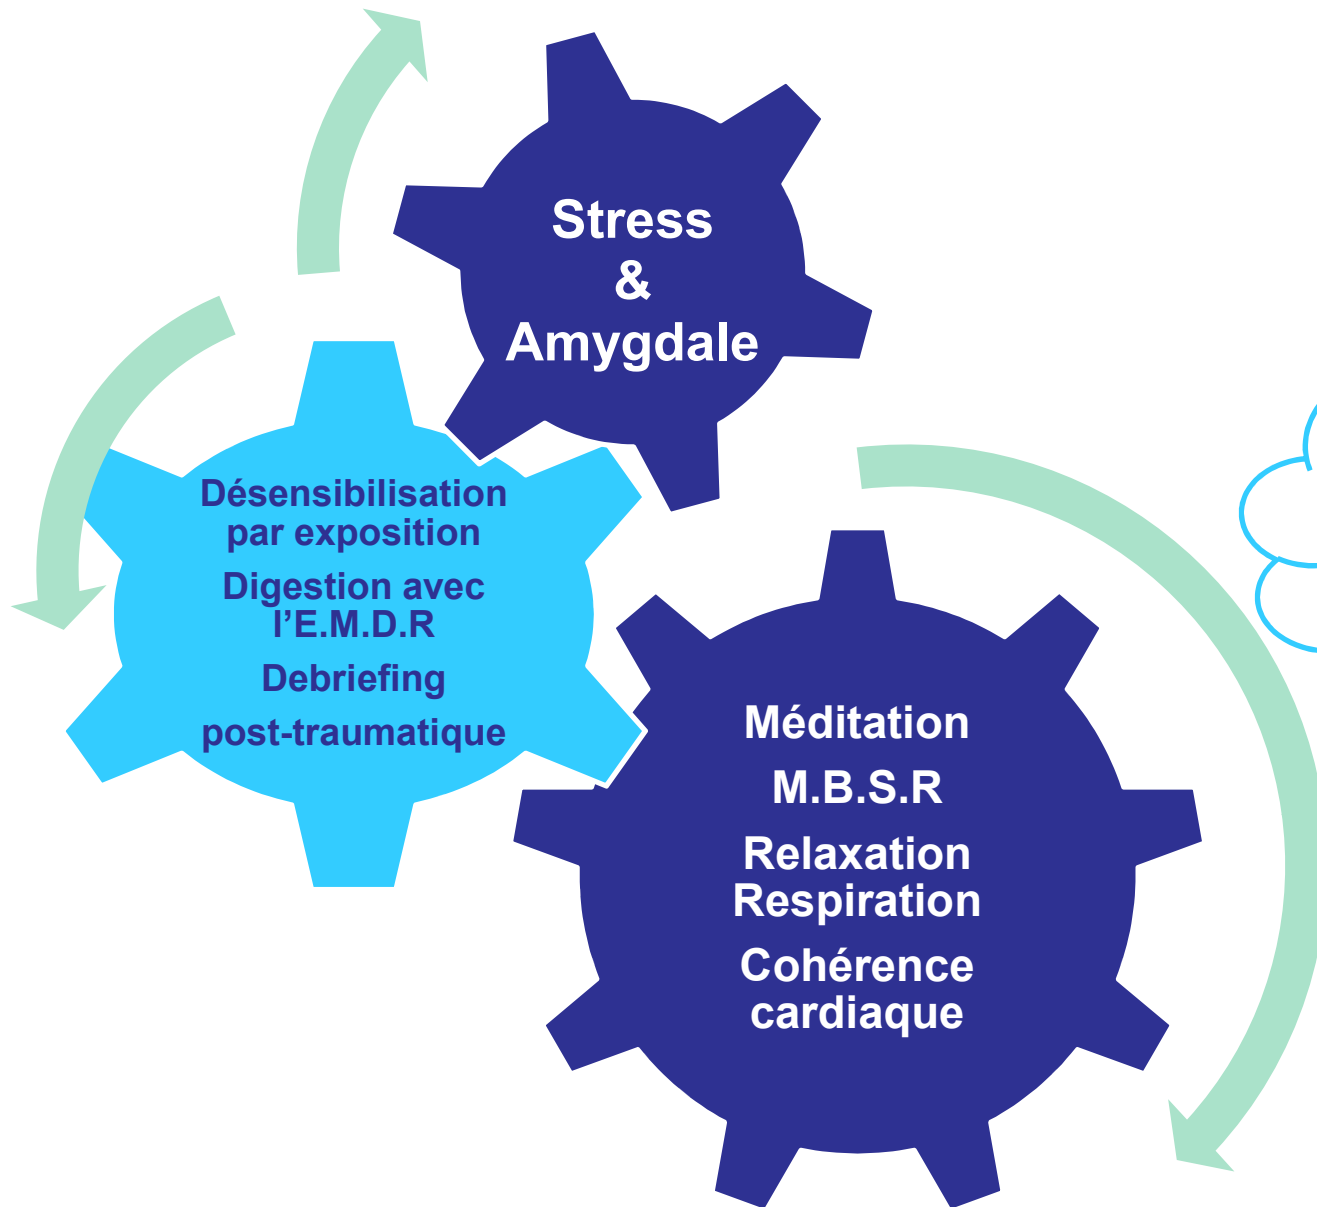 Stress
&
Amygdale
Désensibilisation
par exposition
Digestion avec
l’E.M.D.R
Debriefing
post-traumatique
Méditation
M.B.S.R
Relaxation
Respiration
Cohérence
cardiaque